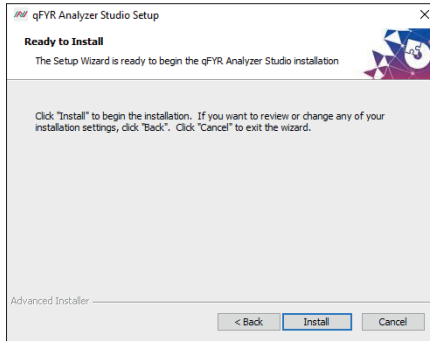 qFYR Analyzer Studio Setup
Ready to Install
The Setup Wizard is ready to begin the qFYR Analyzer Studio installation
Click "Install" to begin the installation. If you want to review or change any of your
installation settings, click "Back". Click "Cancel" to exit the wizard.
Advanced Installer
< Back Install Cancel